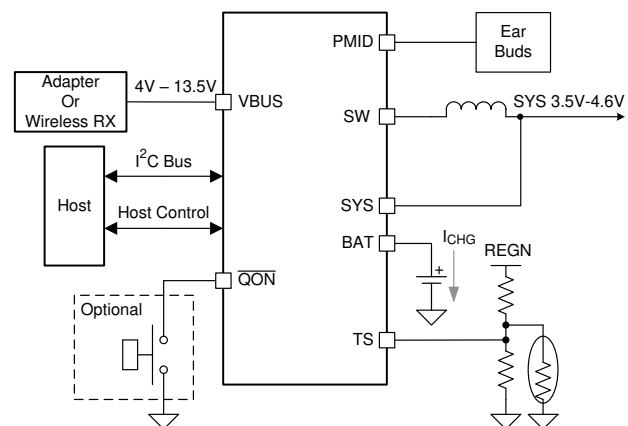 PMID
Ear
Buds
Adapter
Or
Wireless RX
4V – 13.5V
VBUS
SW
SYS 3.5V-4.6V
I²C Bus
Host
Host Control
SYS
BAT
I_CHG
+
REGN
QON
Optional
TS